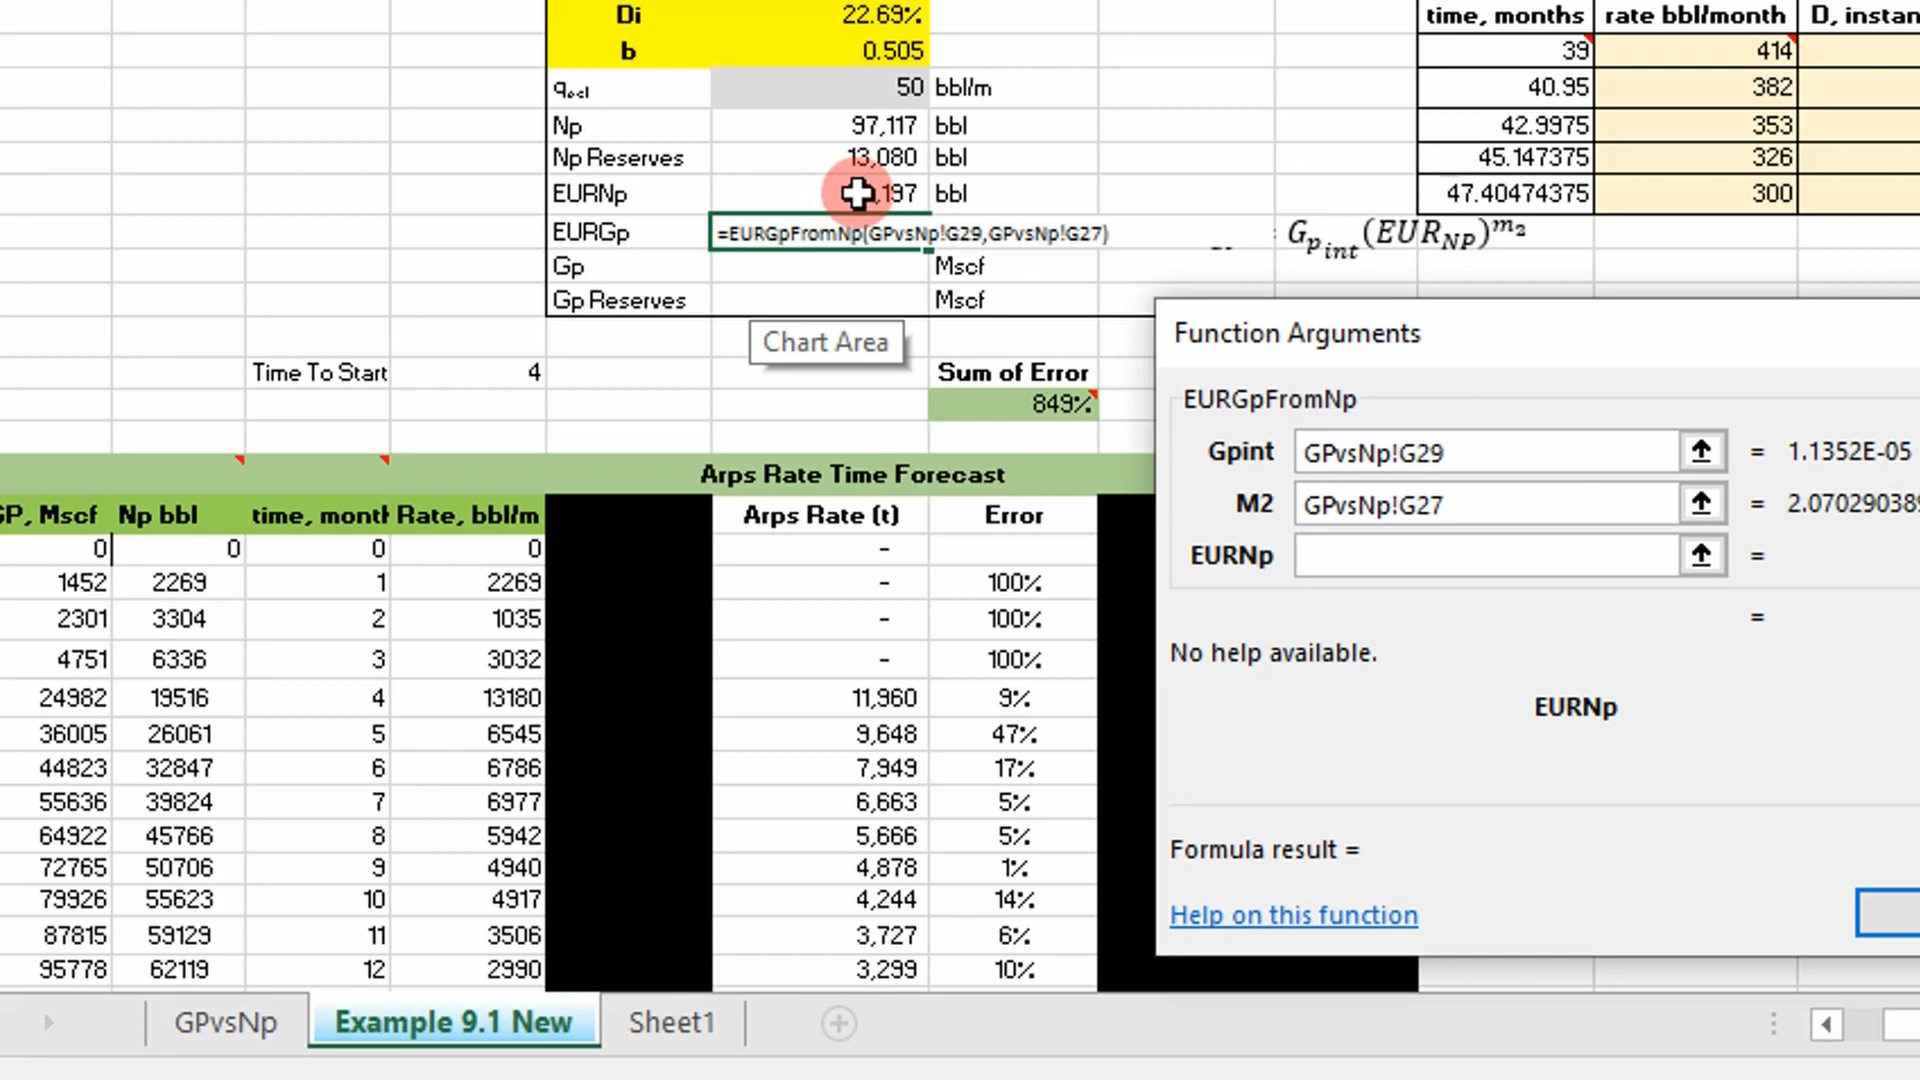 Di 22.69% time, months rate bbl/month D, instan
b 0.505 39 414
qₑcl 50 bbl/m 40.95 382
Np 97,117 bbl 42.9975 353
Np Reserves 13,080 bbl 45.147375 326
EURNp ,197 bbl 47.40474375 300
EURGp =EURGpFromNp(GPvsNp!G29,GPvsNp!G27) : Gp int (EUR NP)^m2
Gp Mscf
Gp Reserves Mscf
Function Arguments
Chart Area
Time To Start 4 Sum of Error
849%
EURGpFromNp
Gpint GPvsNp!G29 = 1.1352E-05
M2 GPvsNp!G27 = 2.070290389
EURNp =
=
No help available.
EURNp
Formula result =
Help on this function
Arps Rate Time Forecast
GP, Mscf Np bbl time, montl Rate, bbl/m Arps Rate (t) Error
0 0 0 0 -
1452 2269 1 2269 - 100%
2301 3304 2 1035 - 100%
4751 6336 3 3032 - 100%
24982 19516 4 13180 11,960 9%
36005 26061 5 6545 9,648 47%
44823 32847 6 6786 7,949 17%
55636 39824 7 6977 6,663 5%
64922 45766 8 5942 5,666 5%
72765 50706 9 4940 4,878 1%
79926 55623 10 4917 4,244 14%
87815 59129 11 3506 3,727 6%
95778 62119 12 2990 3,299 10%
GPvsNp Example 9.1 New Sheet1